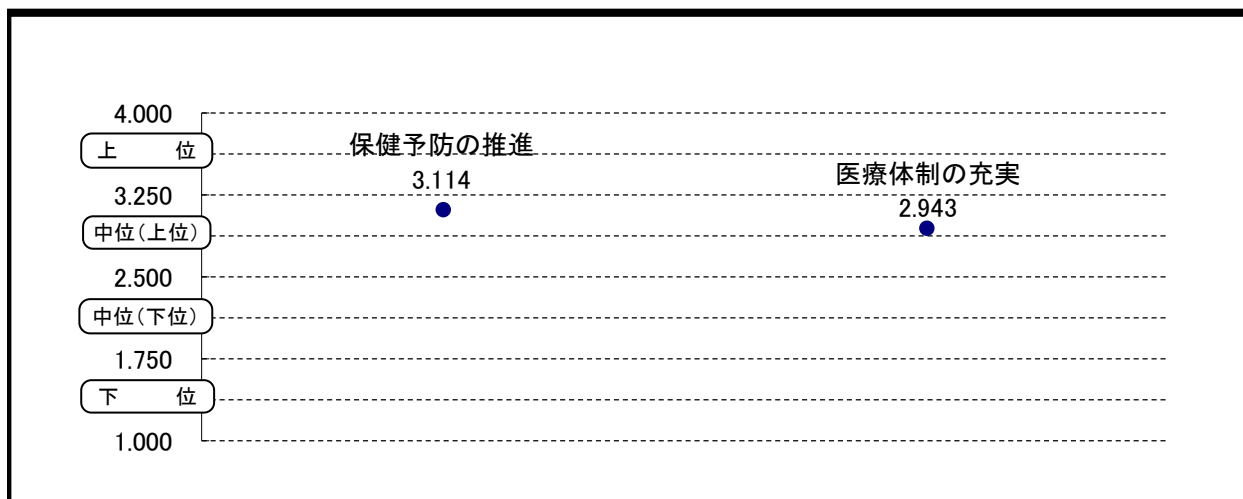 4.000
上　　位
保健予防の推進
3.114
医療体制の充実
2.943
3.250
中位（上位）
2.500
中位（下位）
1.750
下　　位
1.000